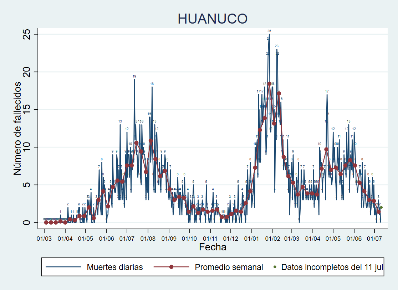 HUANUCO
Número de fallecidos
25
20
15
10
5
0
01/03 01/04 01/05 01/06 01/07 01/08 01/09 01/10 01/11 01/12 01/01 01/02 01/03 01/04 01/05 01/06 01/07
Fecha
Muertes diarias Promedio semanal Datos incompletos del 11 jul